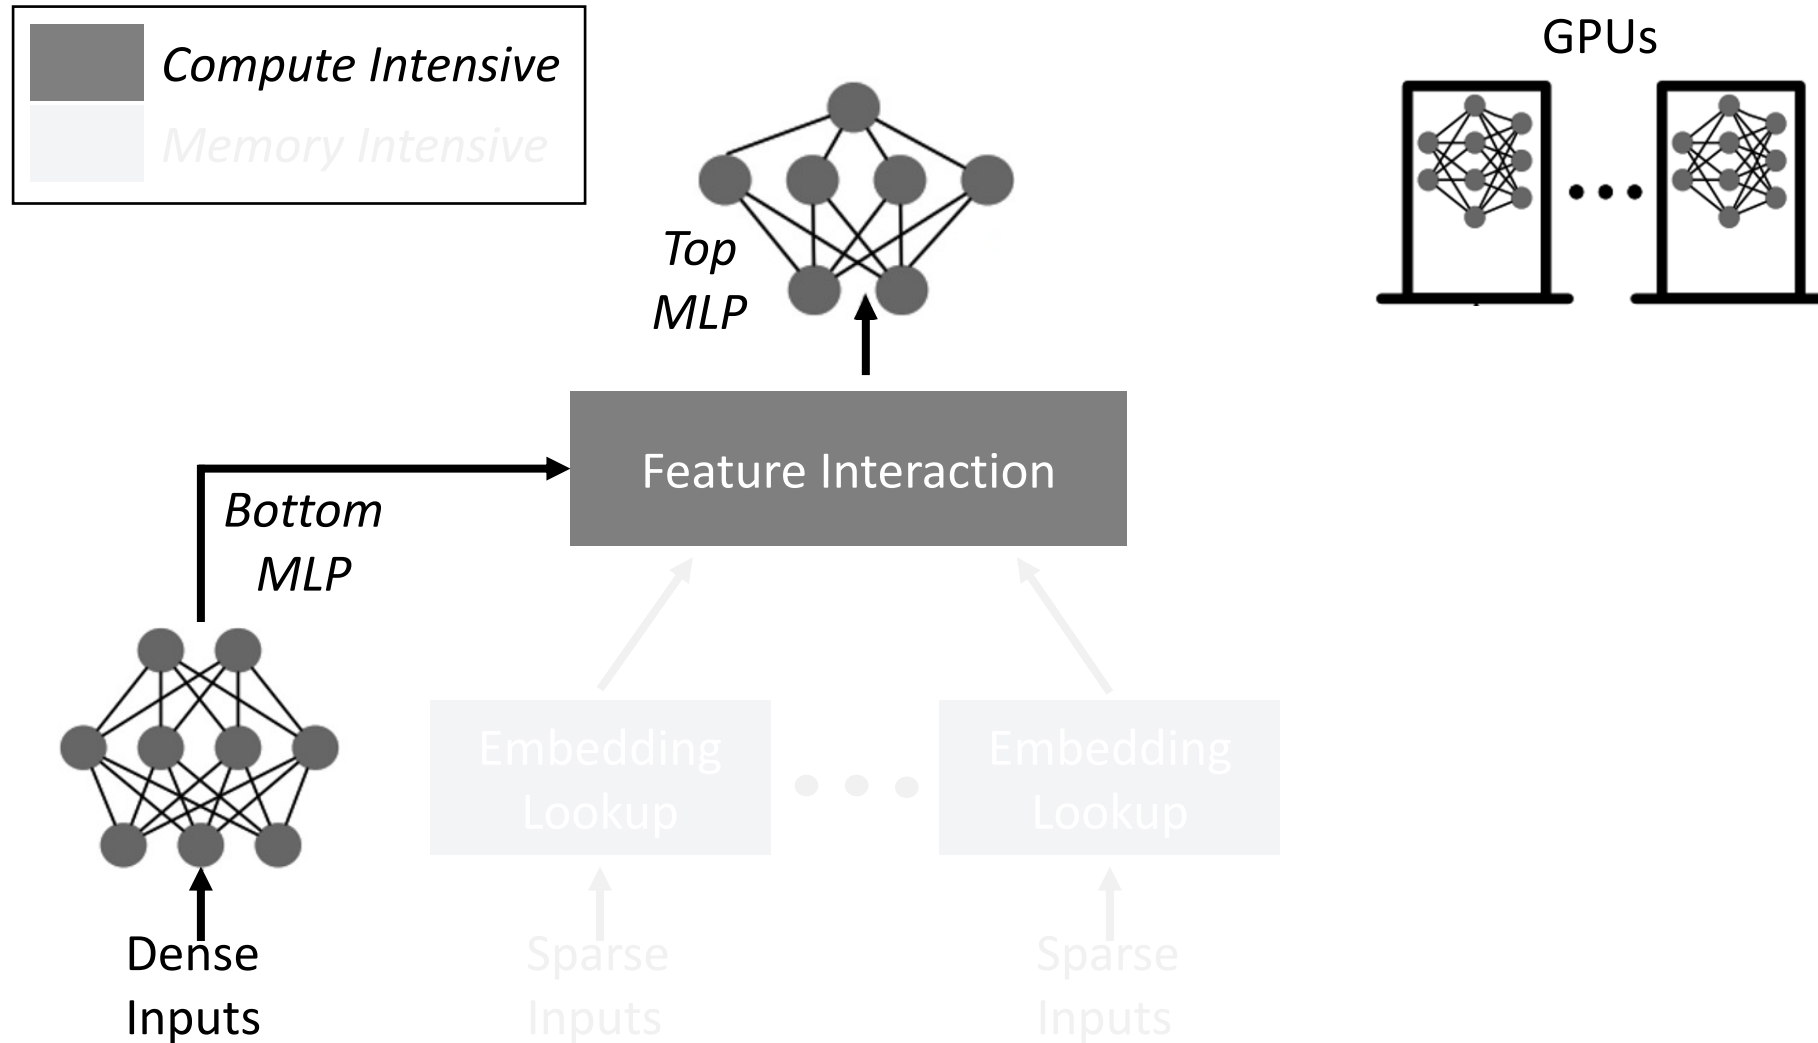 Compute Intensive
Memory Intensive
GPUs
Top
MLP
Feature Interaction
Bottom
MLP
Embedding
Lookup
Embedding
Lookup
Dense
Inputs
Sparse
Inputs
Sparse
Inputs